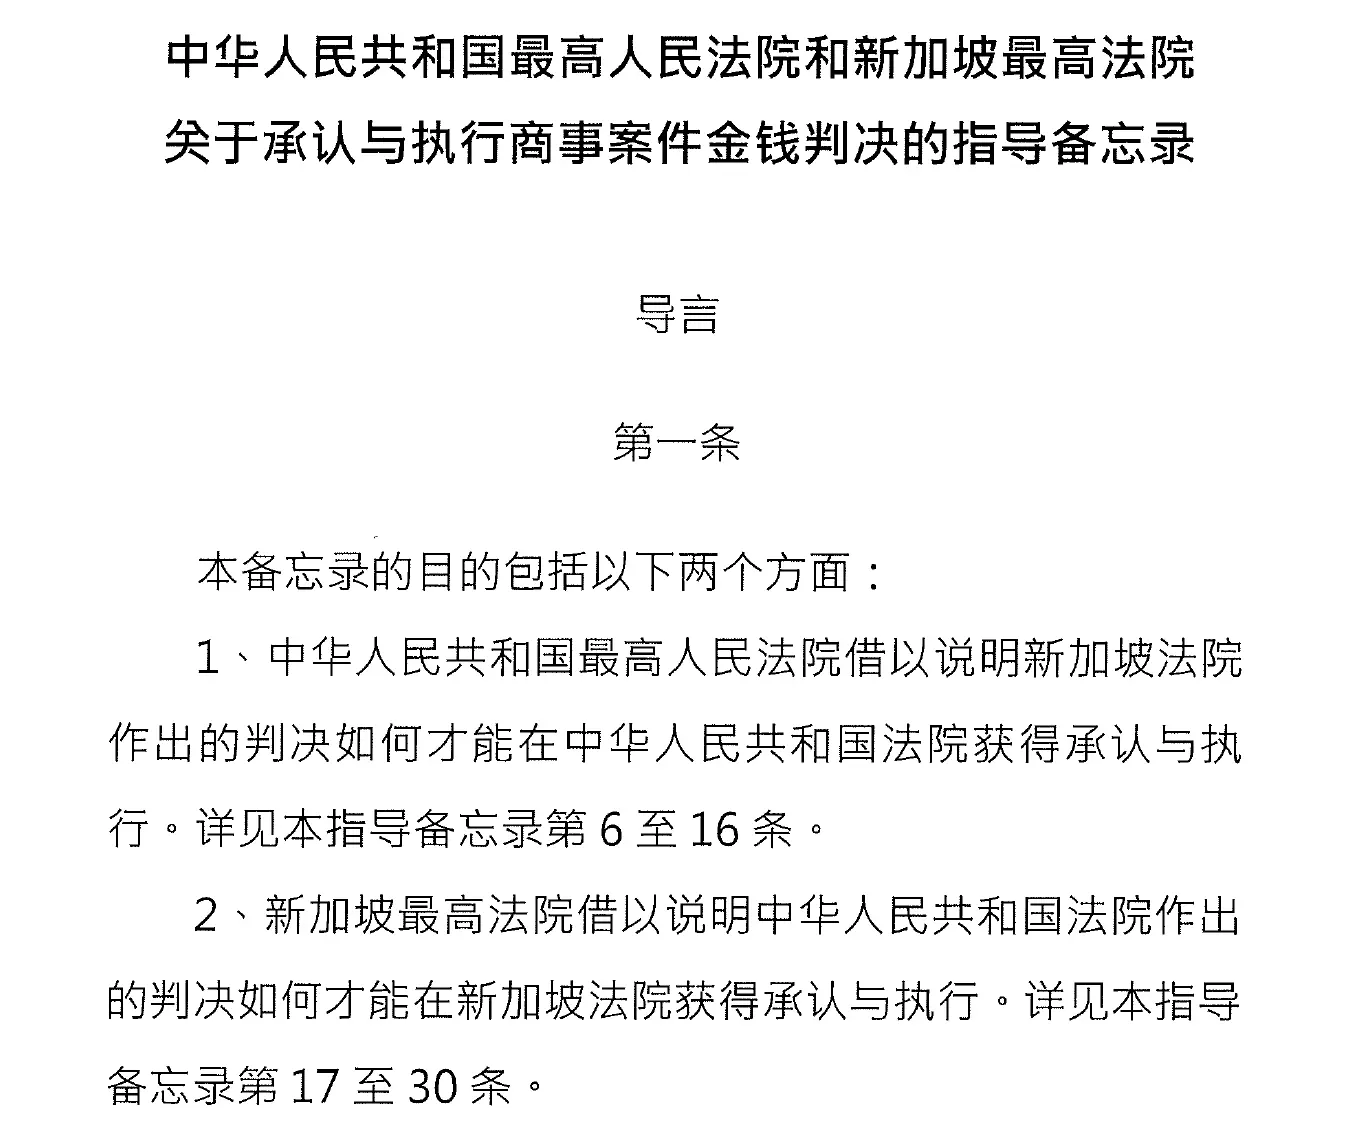 中华人民共和国最高人民法院和新加坡最高法院
关于承认与执行商事案件金钱判决的指导备忘录
导言
第一条
本备忘录的目的包括以下两个方面：
1、中华人民共和国最高人民法院借以说明新加坡法院
作出的判决如何才能在中华人民共和国法院获得承认与执
行。详见本指导备忘录第 6 至 16 条。
2、新加坡最高法院借以说明中华人民共和国法院作出
的判决如何才能在新加坡法院获得承认与执行。详见本指导
备忘录第 17 至 30 条。